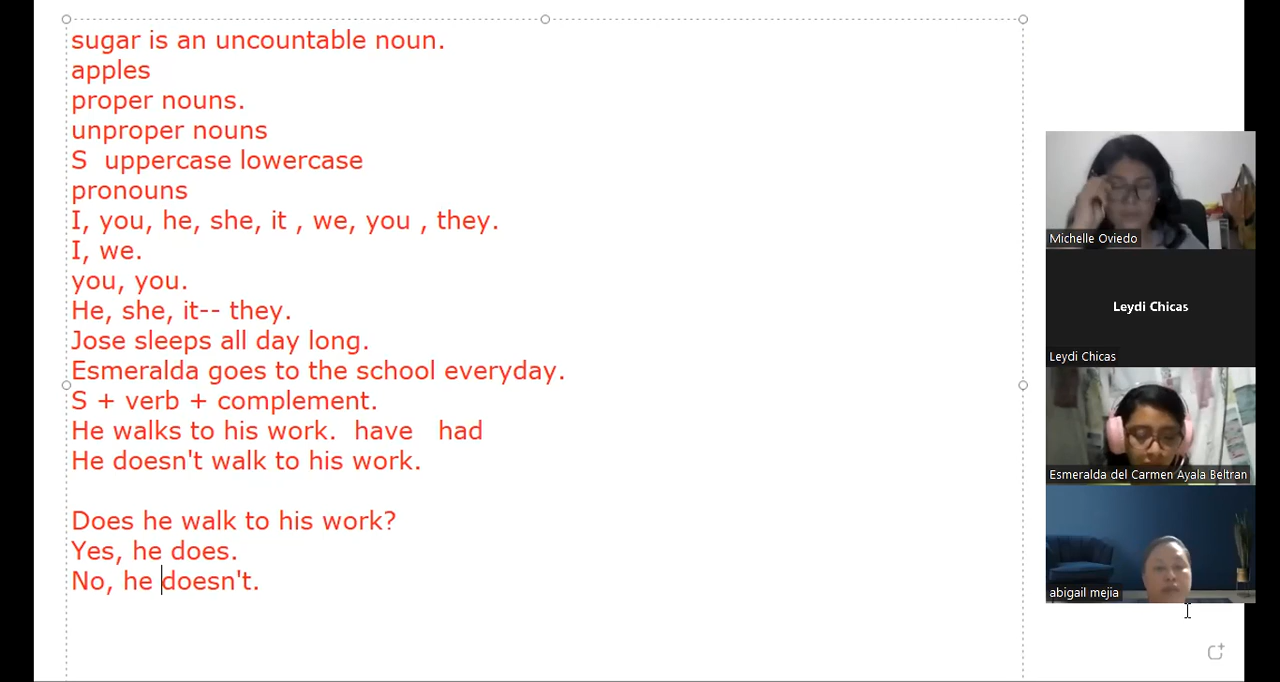 sugar is an uncountable noun.
apples
proper nouns.
unproper nouns
S  uppercase lowercase
pronouns
I, you, he, she, it , we, you , they.
I, we.
you, you.
He, she, it-- they.
Jose sleeps all day long.
Esmeralda goes to the school everyday.
S + verb + complement.
He walks to his work.  have   had
He doesn't walk to his work.
Does he walk to his work?
Yes, he does.
No, he doesn't.
Michelle Oviedo
Leydi Chicas
Leydi Chicas
Esmeralda del Carmen Ayala Beltran
abigail mejia